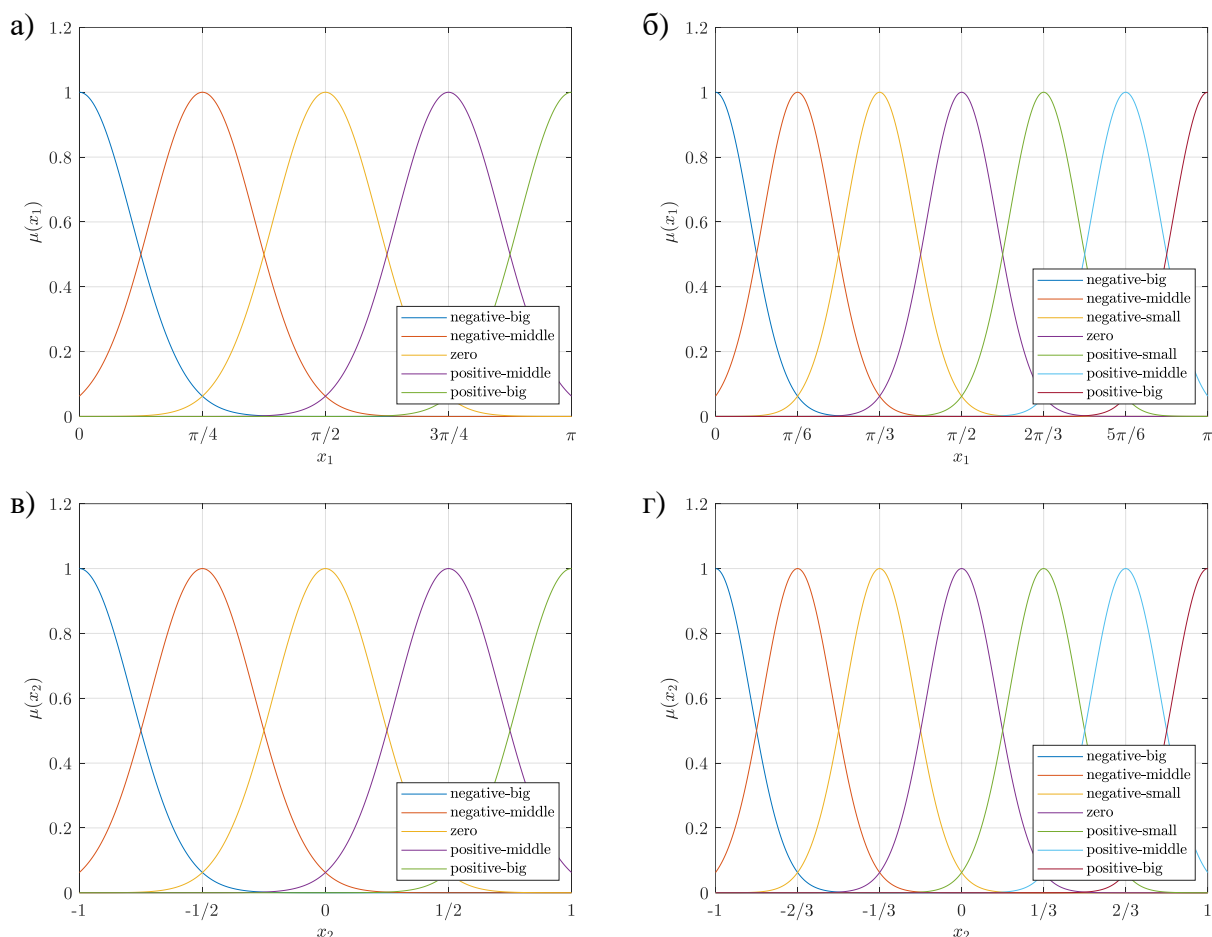 а)
1.2
1
0.8
0.6
0.4
0.2
0
μ(x₁)
negative-big
negative-middle
zero
positive-middle
positive-big
0 π/4 π/2 3π/4 π
x₁
б)
1.2
1
0.8
0.6
0.4
0.2
0
μ(x₁)
negative-big
negative-middle
negative-small
zero
positive-small
positive-middle
positive-big
0 π/6 π/3 π/2 2π/3 5π/6 π
x₁
в)
1.2
1
0.8
0.6
0.4
0.2
0
μ(x₂)
negative-big
negative-middle
zero
positive-middle
positive-big
-1 -1/2 0 1/2 1
x₂
г)
1.2
1
0.8
0.6
0.4
0.2
0
μ(x₂)
negative-big
negative-middle
negative-small
zero
positive-small
positive-middle
positive-big
-1 -2/3 -1/3 0 1/3 2/3 1
x₂